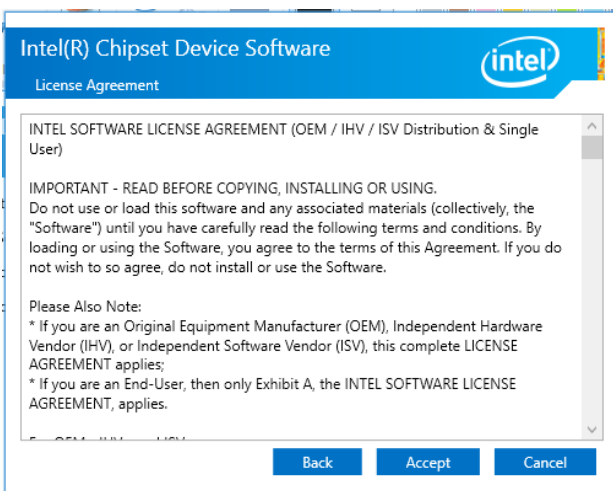 Intel(R) Chipset Device Software
intel
License Agreement
INTEL SOFTWARE LICENSE AGREEMENT (OEM / IHV / ISV Distribution & Single
User)
IMPORTANT - READ BEFORE COPYING, INSTALLING OR USING.
Do not use or load this software and any associated materials (collectively, the
"Software") until you have carefully read the following terms and conditions. By
loading or using the Software, you agree to the terms of this Agreement. If you do
not wish to so agree, do not install or use the Software.
Please Also Note:
* If you are an Original Equipment Manufacturer (OEM), Independent Hardware
Vendor (IHV), or Independent Software Vendor (ISV), this complete LICENSE
AGREEMENT applies;
* If you are an End-User, then only Exhibit A, the INTEL SOFTWARE LICENSE
AGREEMENT, applies.
Back Accept Cancel